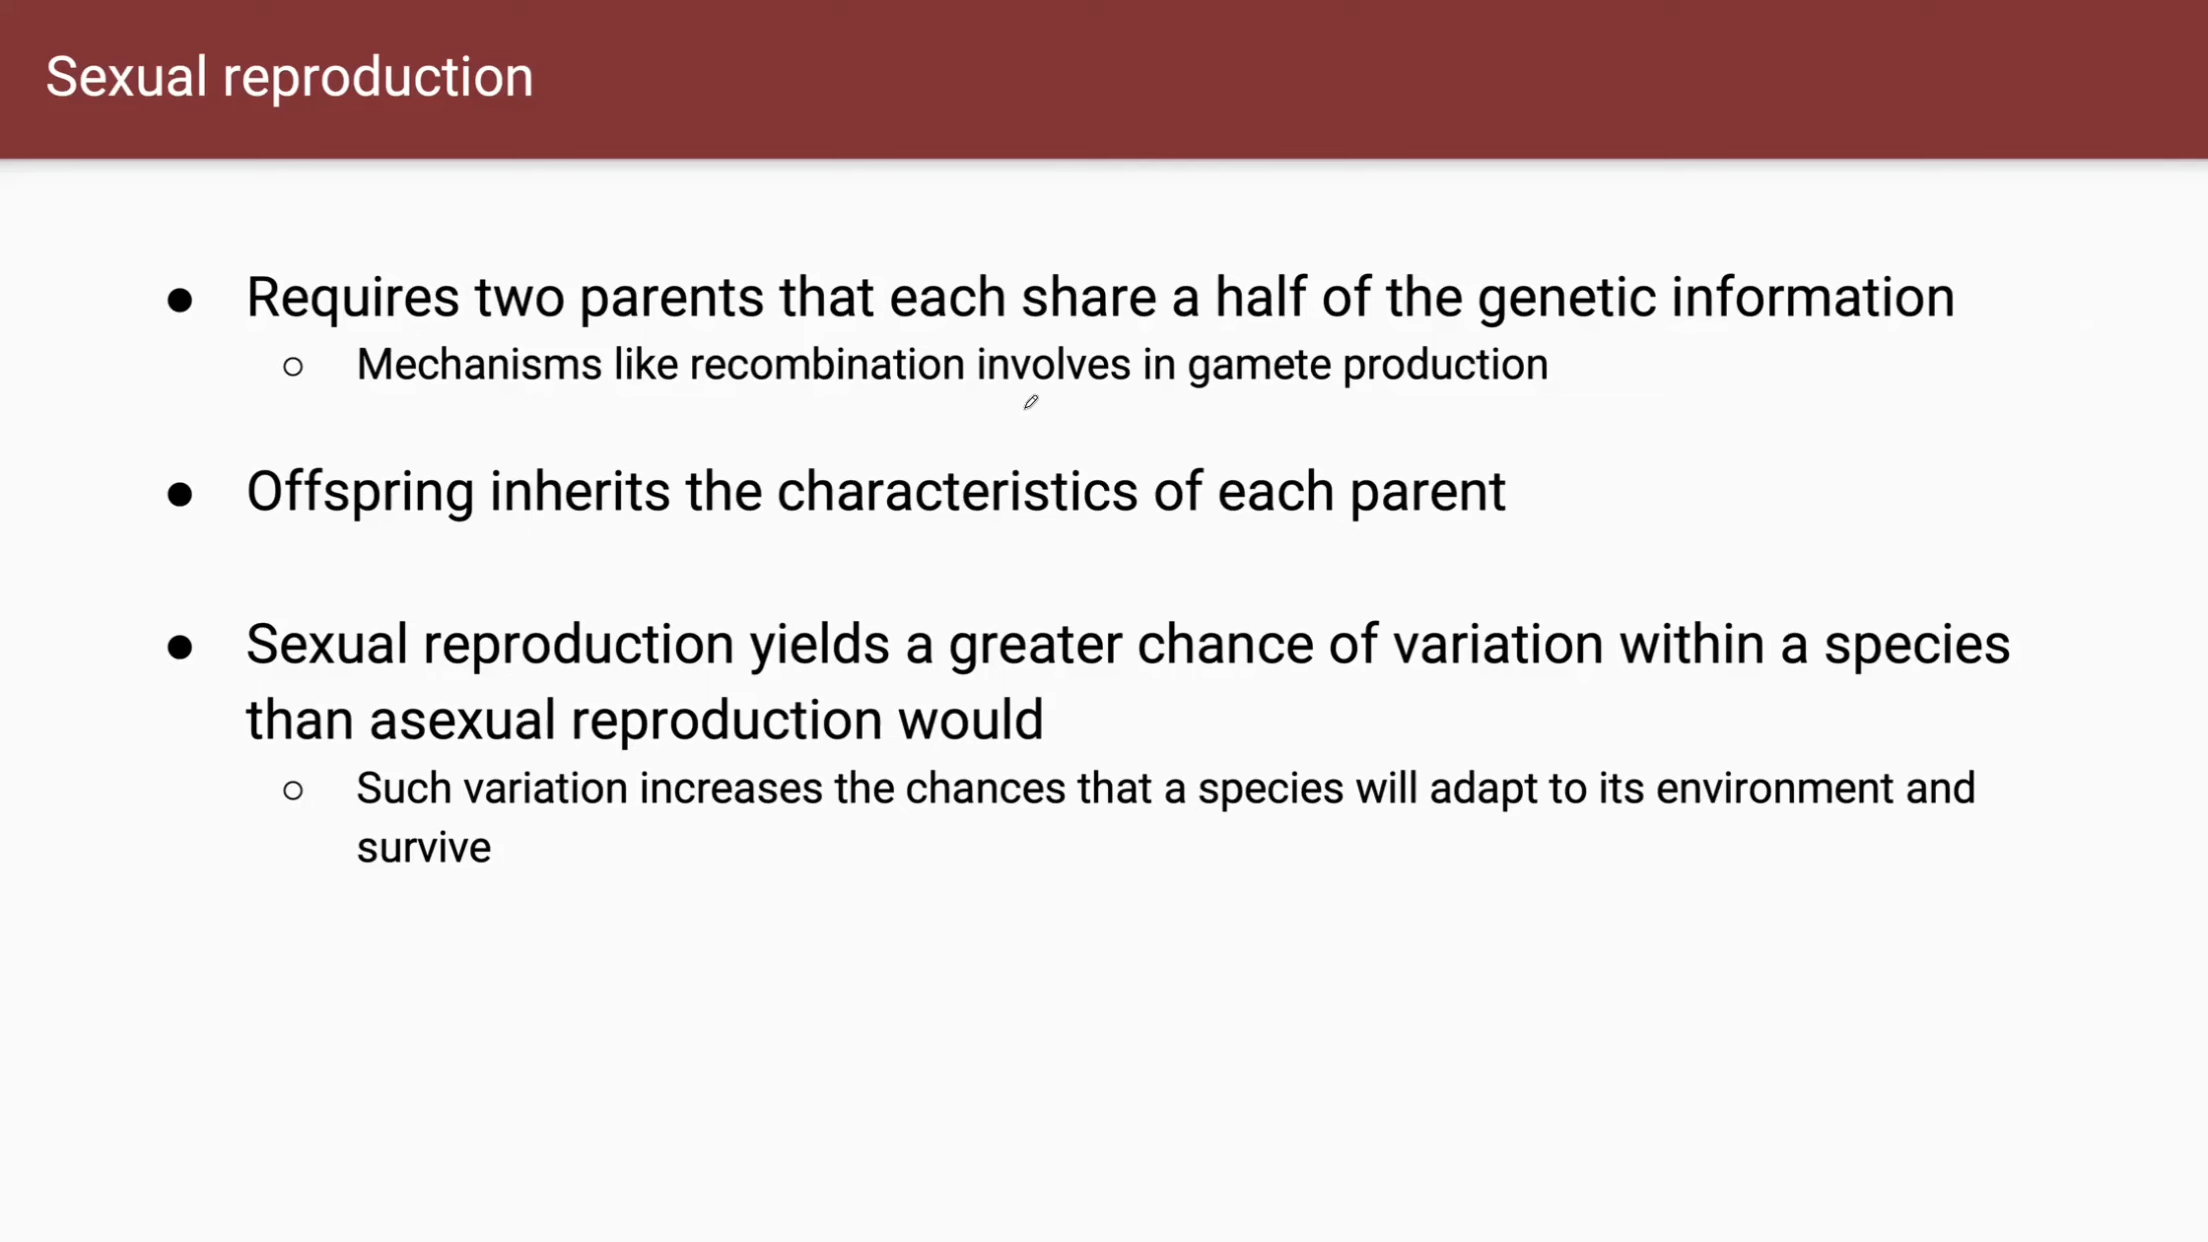 Sexual reproduction
● Requires two parents that each share a half of the genetic information
○ Mechanisms like recombination involves in gamete production
● Offspring inherits the characteristics of each parent
● Sexual reproduction yields a greater chance of variation within a species
than asexual reproduction would
○ Such variation increases the chances that a species will adapt to its environment and
survive